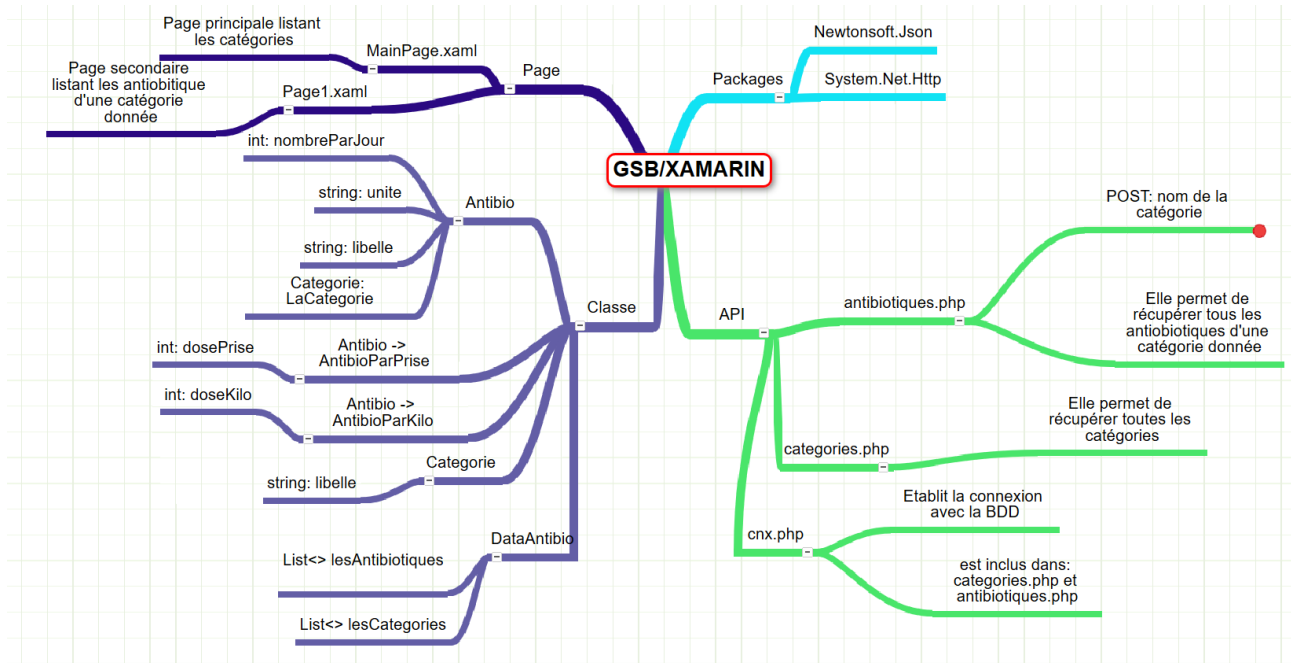 GSB/XAMARIN
Page
MainPage.xaml
Page principale listant
les catégories
Page1.xaml
Page secondaire
listant les antiobitique
d'une catégorie
donnée
Packages
Newtonsoft.Json
System.Net.Http
Classe
Antibio
int: nombreParJour
string: unite
string: libelle
Categorie:
LaCategorie
Antibio ->
AntibioParPrise
int: dosePrise
Antibio ->
AntibioParKilo
int: doseKilo
Categorie
string: libelle
DataAntibio
List<> lesAntibiotiques
List<> lesCategories
API
antibiotiques.php
POST: nom de la
catégorie
Elle permet de
récupérer tous les
antiobiotiques d'une
catégorie donnée
categories.php
Elle permet de
récupérer toutes les
catégories
cnx.php
Etablit la connexion
avec la BDD
est inclus dans:
categories.php et
antibiotiques.php